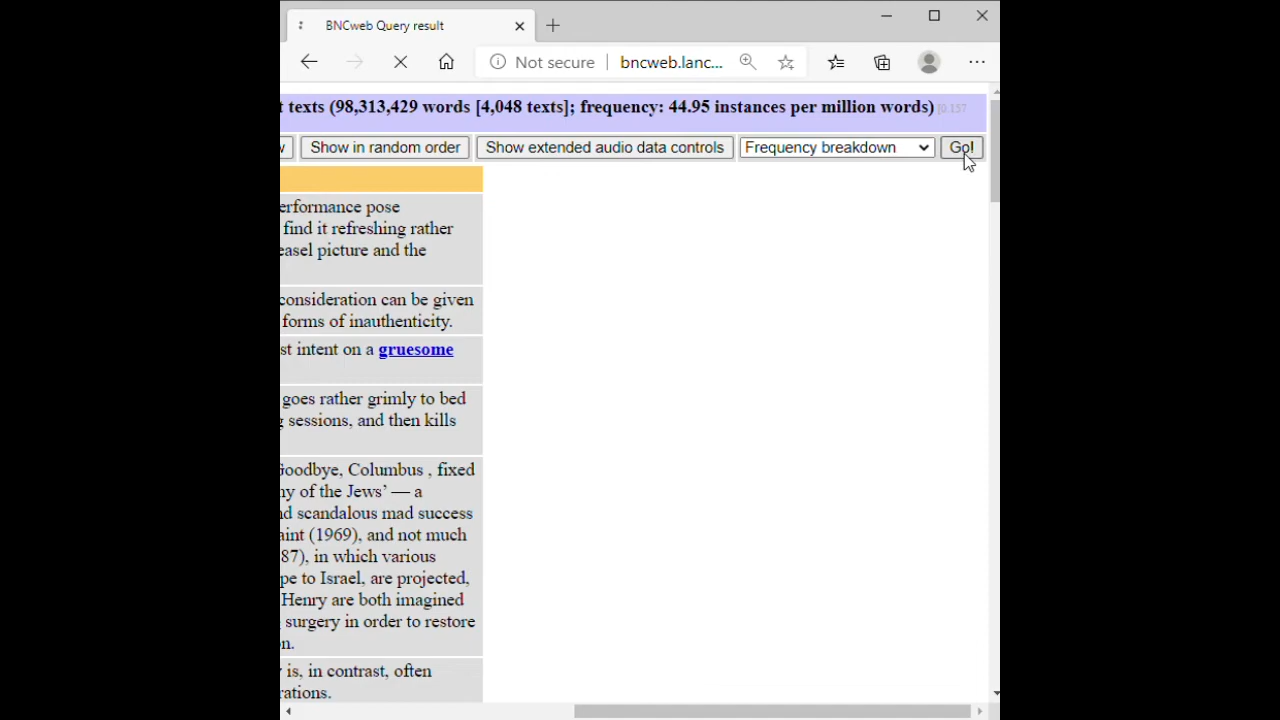 BNCweb Query result
Not secure bncweb.lanc...
texts (98,313,429 words [4,048 texts]; frequency: 44.95 instances per million words) [0.157
Show in random order Show extended audio data controls Frequency breakdown Go!
erformance pose
find it refreshing rather
easel picture and the
consideration can be given
forms of inauthenticity.
st intent on a gruesome
goes rather grimly to bed
sessions, and then kills
Goodbye, Columbus , fixed
ny of the Jews' — a
nd scandalous mad success
aint (1969), and not much
87), in which various
pe to Israel, are projected,
Henry are both imagined
surgery in order to restore
on.
is, in contrast, often
rations.